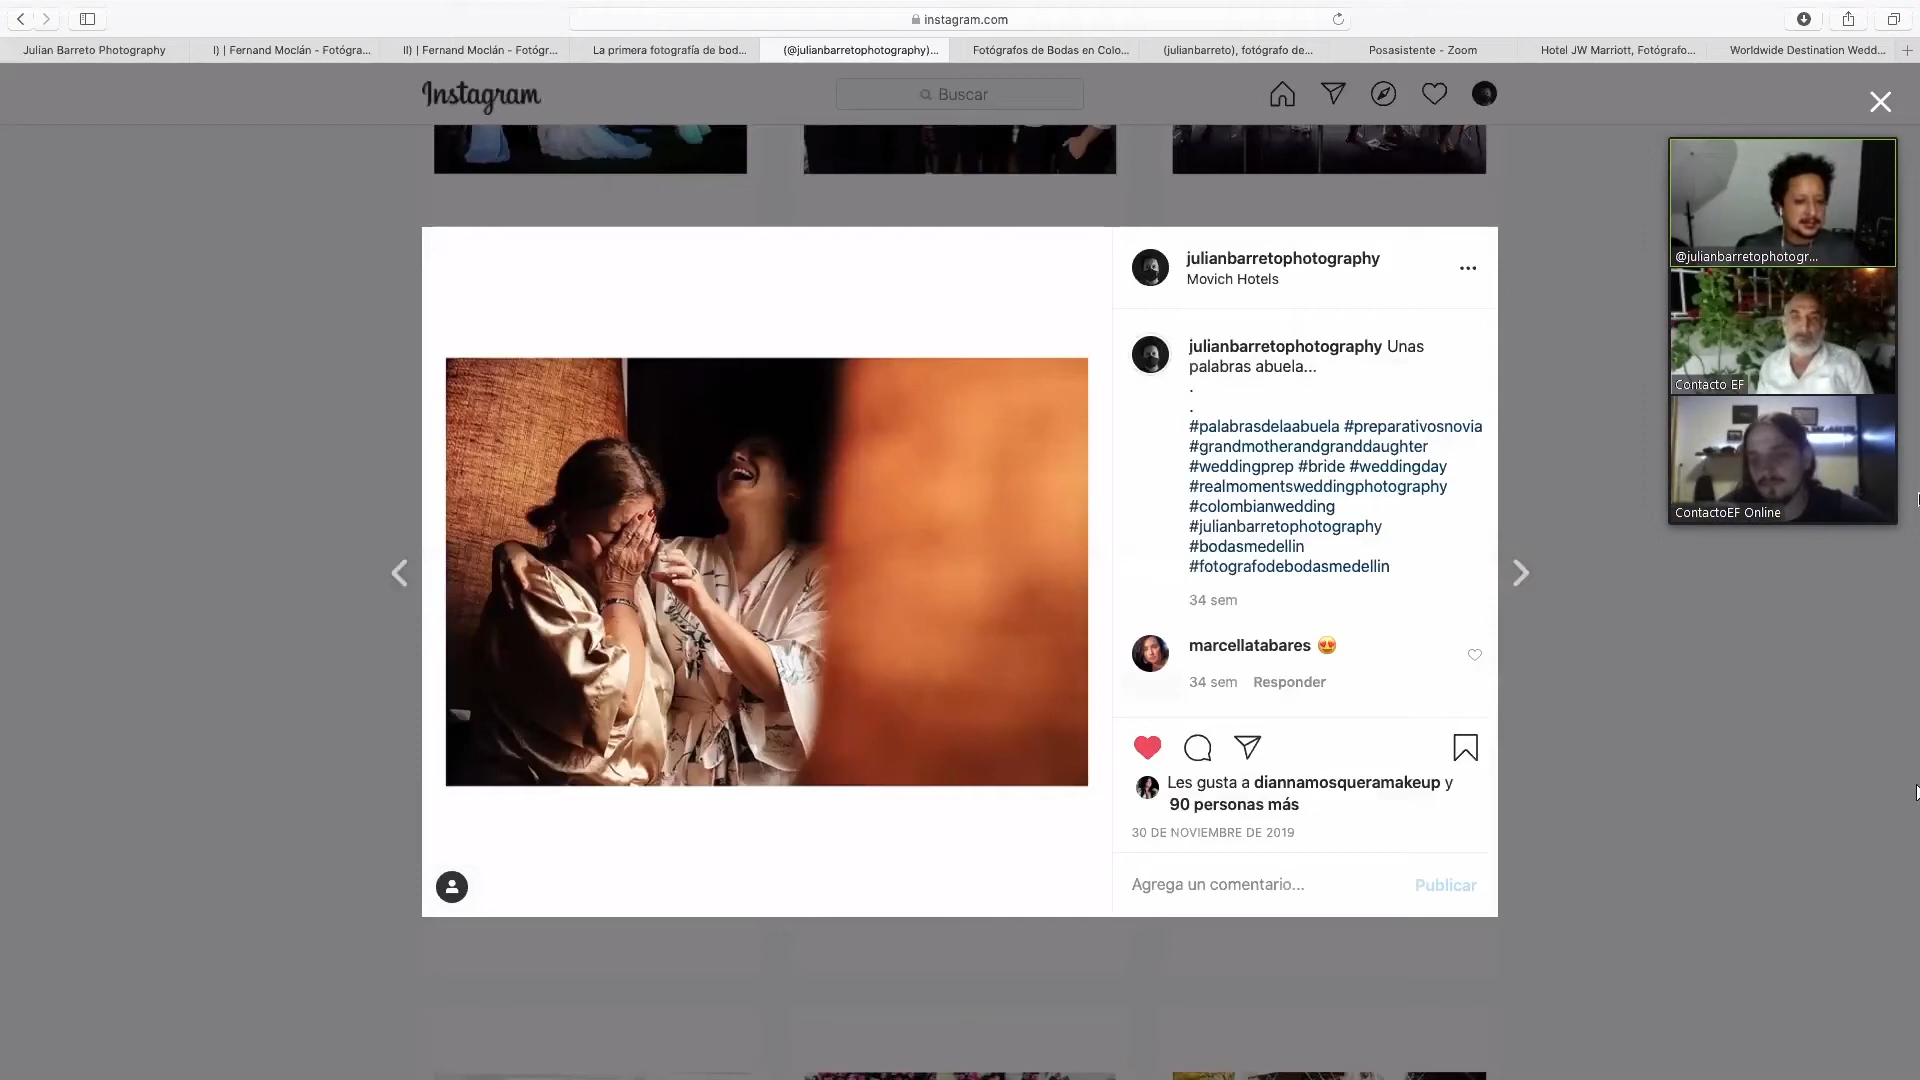 instagram.com
Julian Barreto Photography
I) | Fernand Moclán - Fotógra...
II) | Fernand Moclán - Fotógr...
La primera fotografía de bod...
(@julianbarretophotography)...
Fotógrafos de Bodas en Colo...
(julianbarreto), fotógrafo de...
Posasistente - Zoom
Hotel JW Marriott, Fotógrafo...
Worldwide Destination Wedd...
Instagram
Buscar
@julianbarretophotogr...
Contacto EF
ContactoEF Online
julianbarretophotography
Movich Hotels
julianbarretophotography Unas
palabras abuela...
.
.
#palabrasdelaabuela #preparativosnovia
#grandmotherandgranddaughter
#weddingprep #bride #weddingday
#realmomentsweddingphotography
#colombianwedding
#julianbarretophotography
#bodasmedellin
#fotografodebodasmedellin
34 sem
marcellatabares 😍
34 sem Responder
Les gusta a diannamosqueramakeup y
90 personas más
30 DE NOVIEMBRE DE 2019
Agrega un comentario...
Publicar